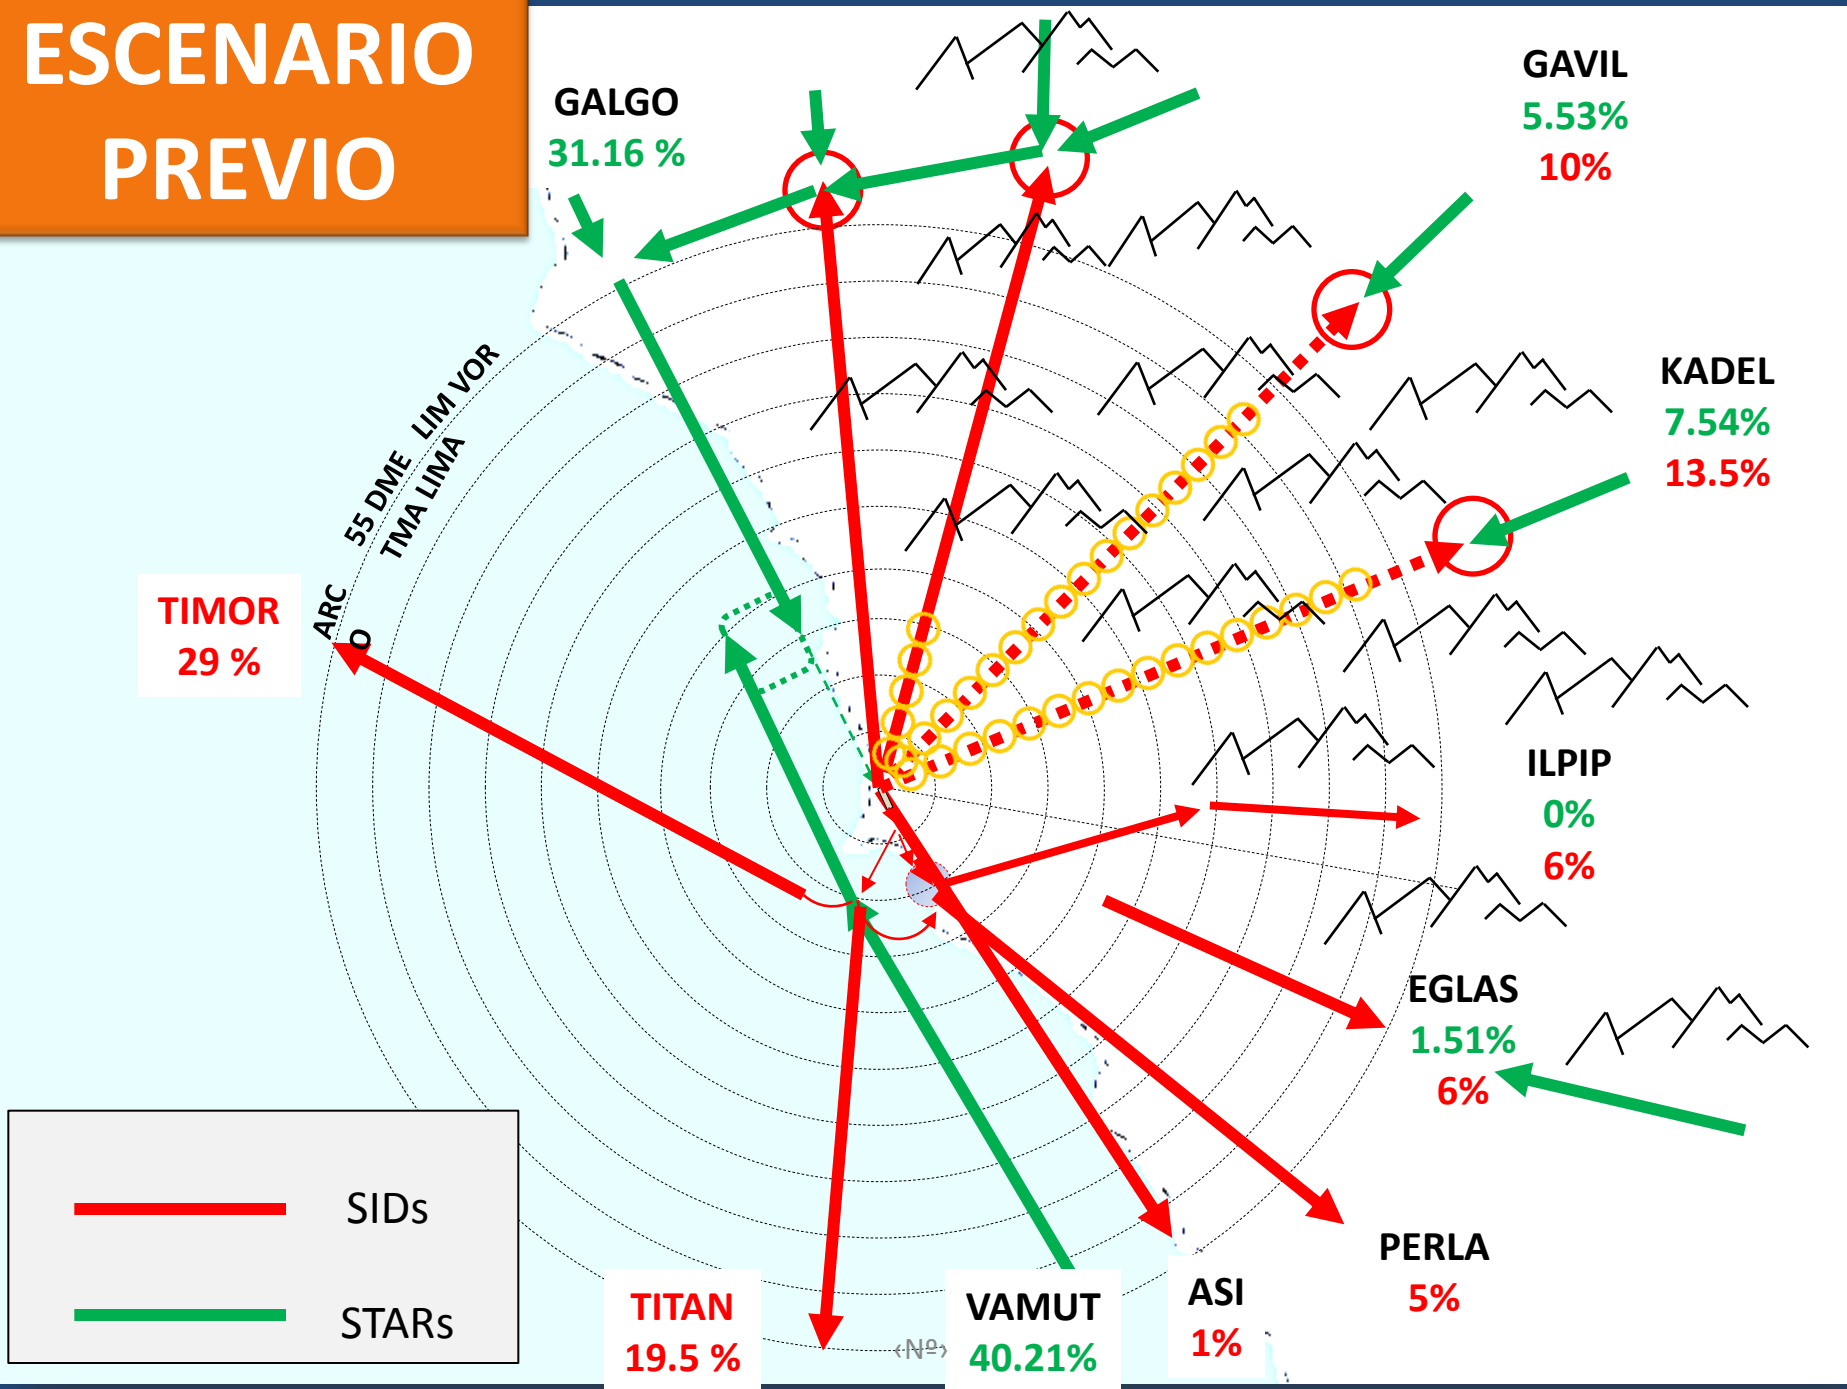 ESCENARIO
PREVIO
GALGO
31.16 %
GAVIL
5.53%
10%
KADEL
7.54%
13.5%
55 DME LIM VOR
TMA LIMA
ARC
O
TIMOR
29 %
ILPIP
0%
6%
EGLAS
1.51%
6%
PERLA
5%
ASI
1%
VAMUT
40.21%
TITAN
19.5 %
‹Nº›
SIDs
STARs